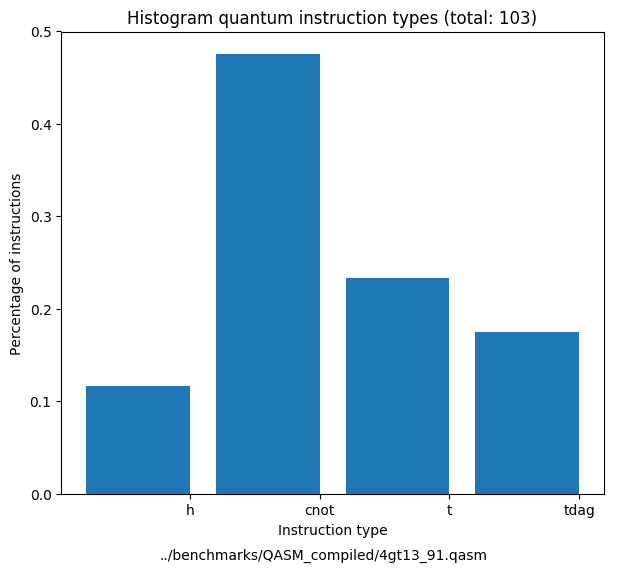 Histogram quantum instruction types (total: 103)
Percentage of instructions
0.5
0.4
0.3
0.2
0.1
0.0
h cnot t tdag
Instruction type
../benchmarks/QASM_compiled/4gt13_91.qasm